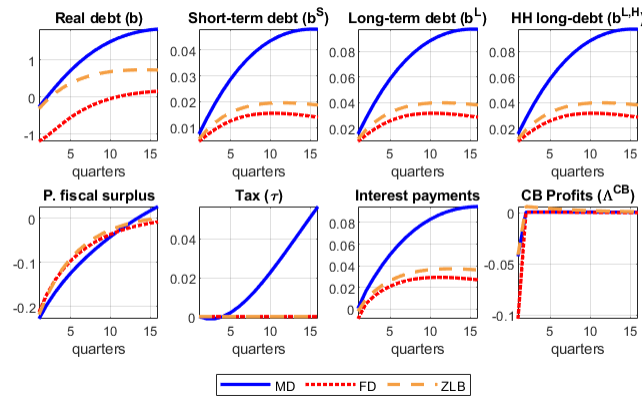 Real debt (b)
Short-term debt (b^S)
Long-term debt (b^L)
HH long-debt (b^{L,H})
1
0
-1
5 10 15
0.04
0.03
0.02
0.01
5 10 15
0.08
0.06
0.04
0.02
5 10 15
0.08
0.06
0.04
0.02
5 10 15
P. fiscal surplus
Tax (τ)
Interest payments
CB Profits (Λ^{CB})
0
-0.1
-0.2
5 10 15
quarters
0.04
0.02
0
5 10 15
quarters
0.08
0.06
0.04
0.02
0
5 10 15
quarters
0
-0.05
-0.1
5 10 15
quarters
MD FD ZLB